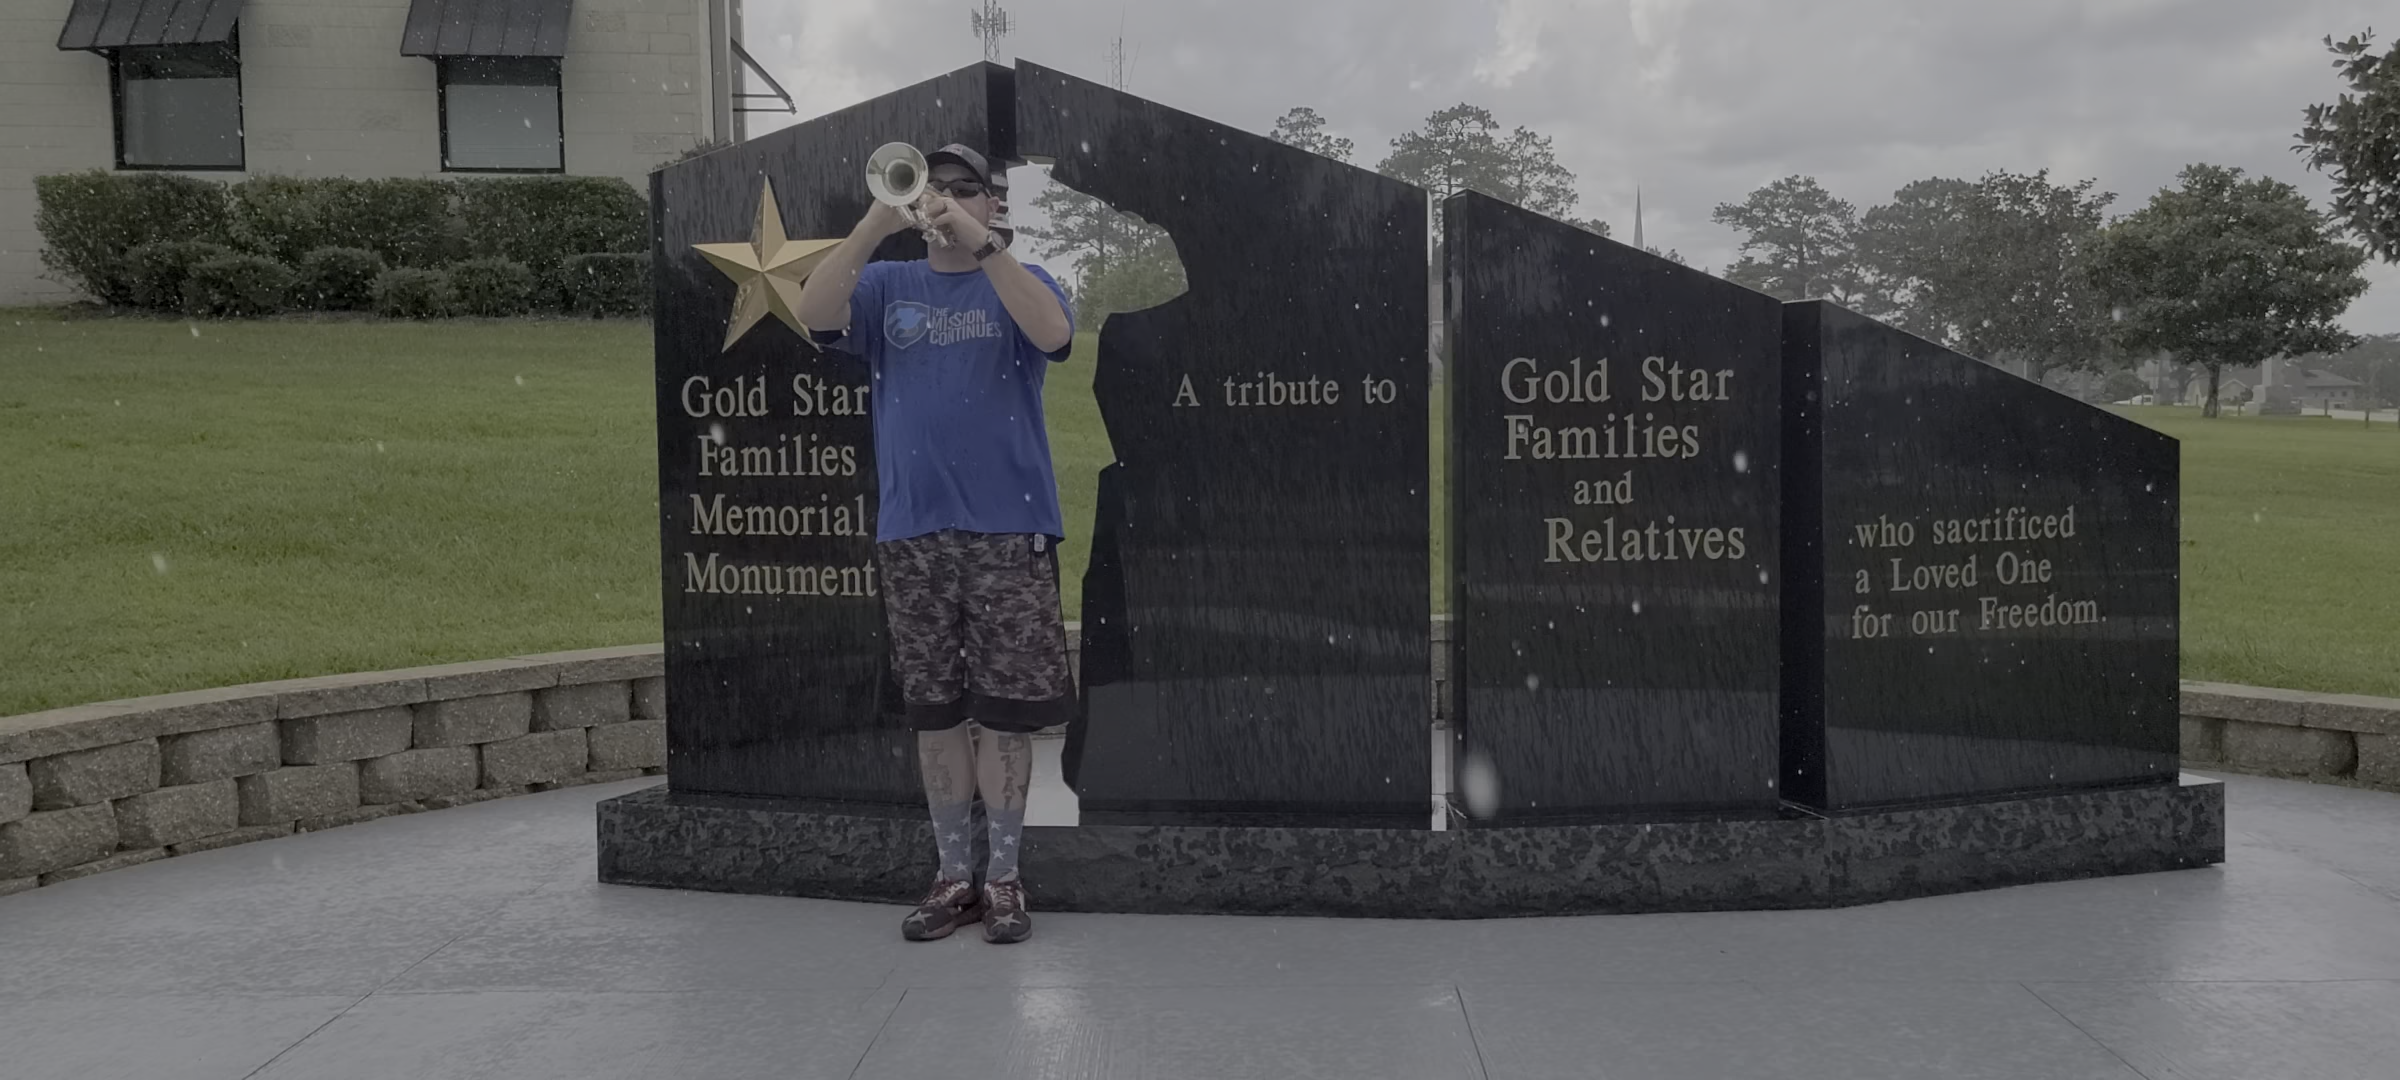 THE
MISSION
CONTINUES
Gold Star
Families
Memorial
Monument
A tribute to
Gold Star
Families
and
Relatives
who sacrificed
a Loved One
for our Freedom.